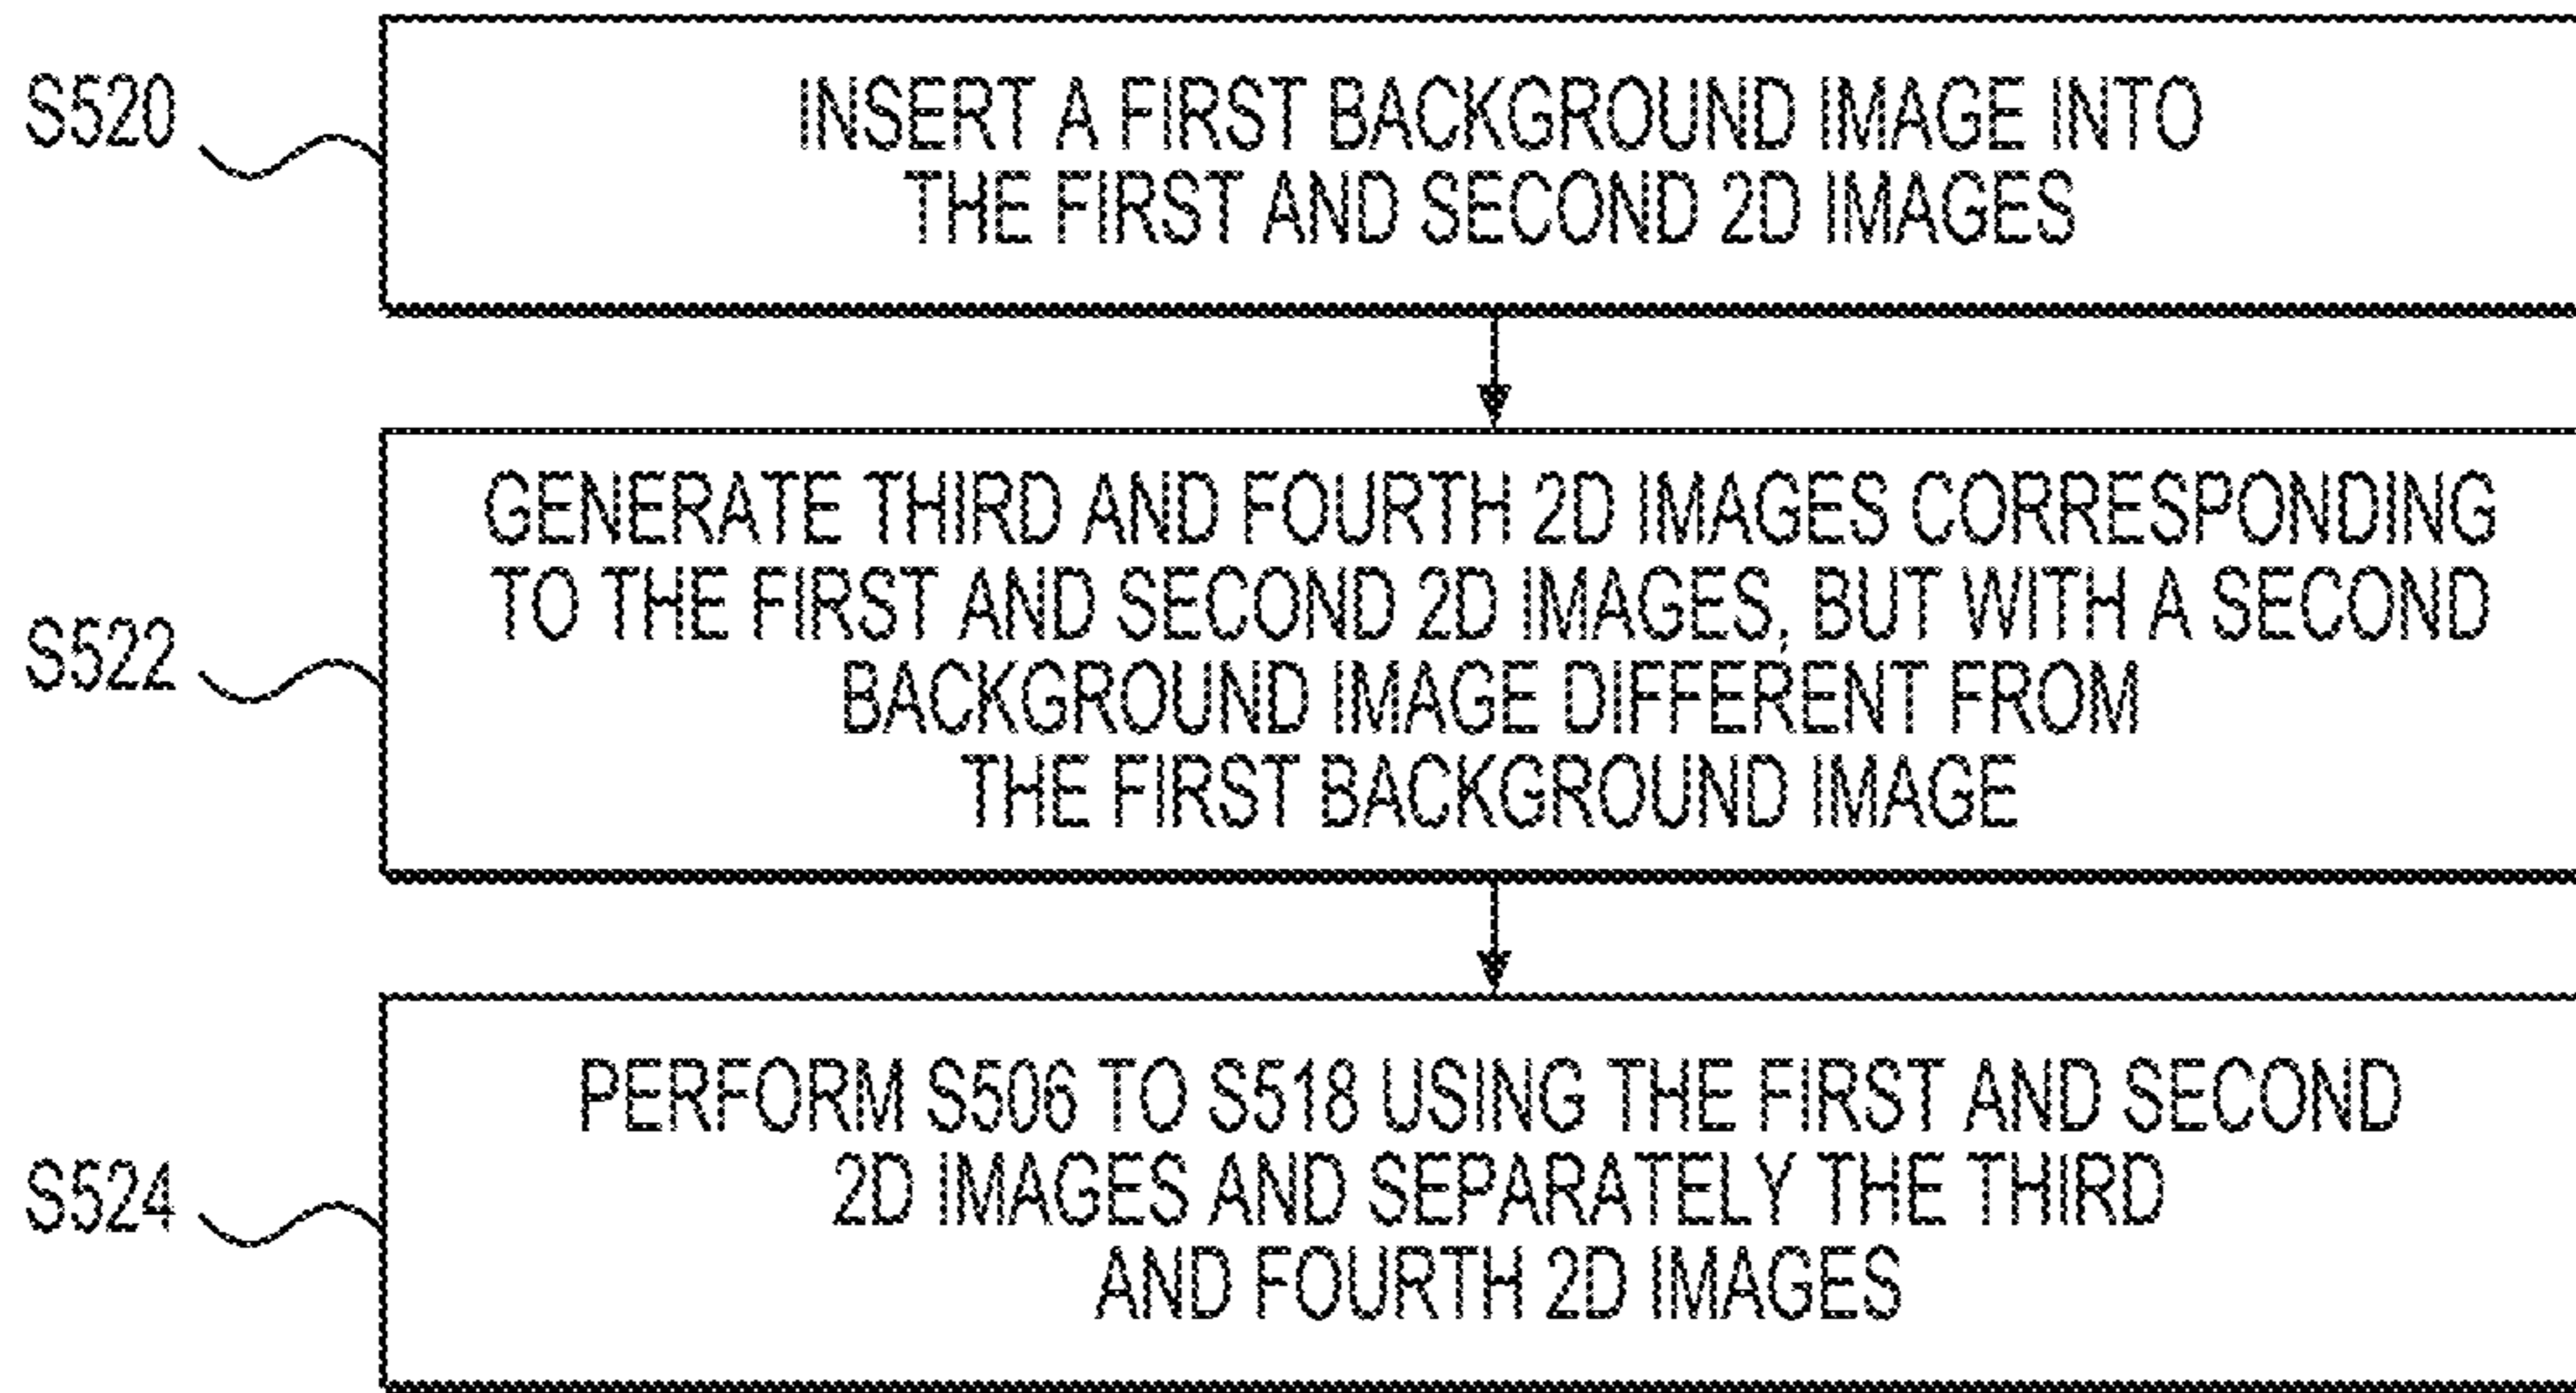 S520
INSERT A FIRST BACKGROUND IMAGE INTO
THE FIRST AND SECOND 2D IMAGES
S522
GENERATE THIRD AND FOURTH 2D IMAGES CORRESPONDING
TO THE FIRST AND SECOND 2D IMAGES, BUT WITH A SECOND
BACKGROUND IMAGE DIFFERENT FROM
THE FIRST BACKGROUND IMAGE
S524
PERFORM S506 TO S518 USING THE FIRST AND SECOND
2D IMAGES AND SEPARATELY THE THIRD
AND FOURTH 2D IMAGES